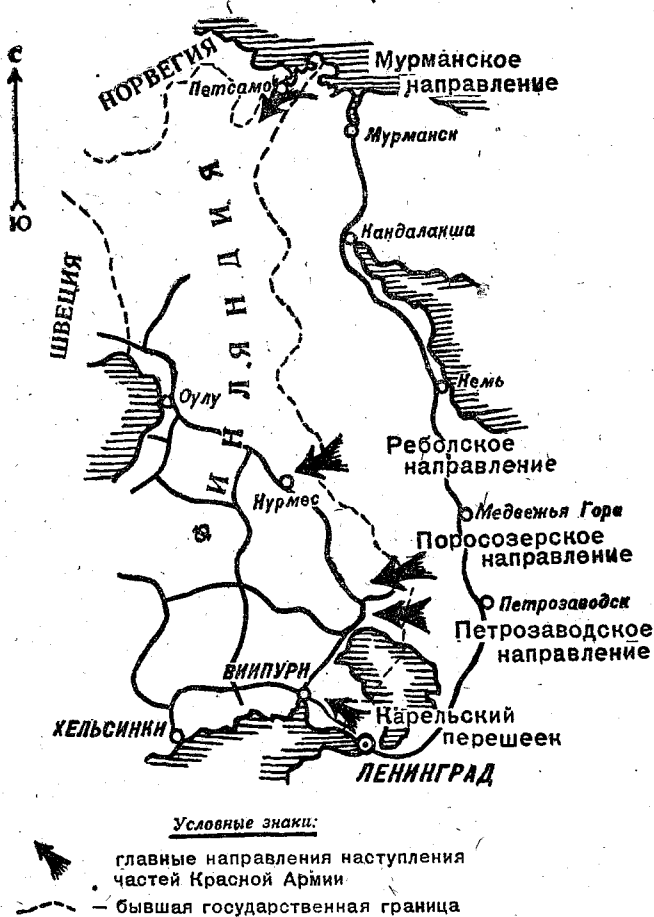 С
Ю
НОРВЕГИЯ
Петсамо
Мурманское
направление
Мурманск
Кандалакша
ШВЕЦИЯ
ФИНЛЯНДИЯ
Оулу
Кемь
Реболское
направление
Нурмес
Медвежья Гора
Поросозерское
направление
Петрозаводск
Петрозаводское
направление
ВИИПУРИ
ХЕЛЬСИНКИ
Карельский
перешеек
ЛЕНИНГРАД
Условные знаки:
главные направления наступления
частей Красной Армии
— бывшая государственная граница